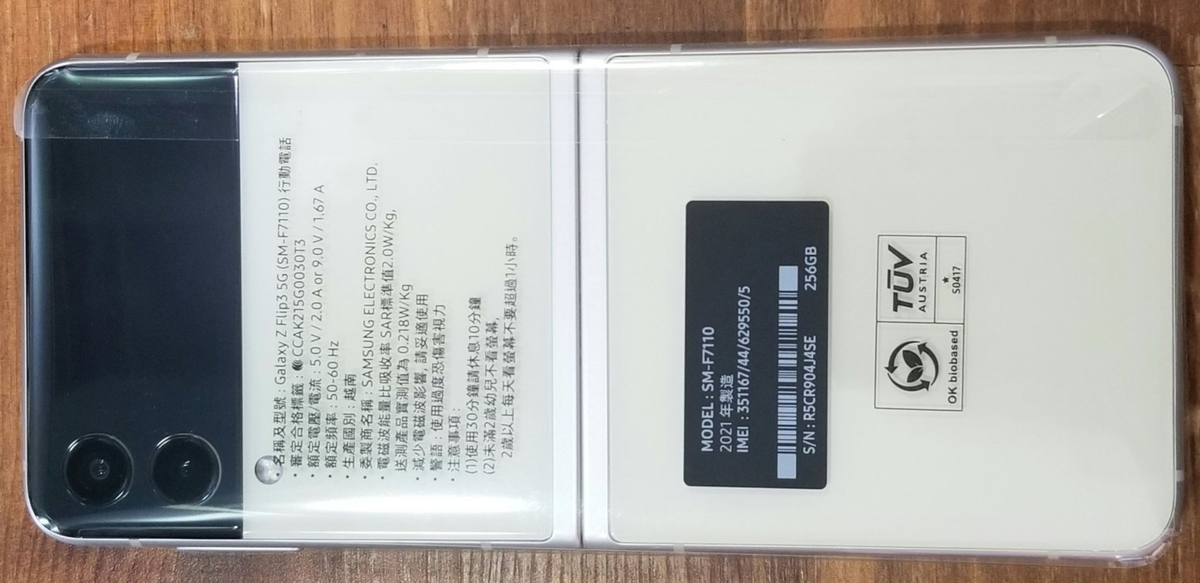 • 名稱及型號 : Galaxy Z Flip3 5G (SM-F7110) 行動電話
• 審定合格標籤 : CCAK215G0030T3
• 額定電壓/電流 : 5.0 V / 2.0 A or 9.0 V / 1.67 A
額定頻率 : 50-60 Hz
• 生產國別 : 越南
• 委製商名稱 : SAMSUNG ELECTRONICS CO., LTD.
• 電磁波能量比吸收率 SAR標準值2.0W/Kg,
送測產品實測值為 0.218W/Kg
• 減少電磁波影響, 請妥適使用
• 警語 : 使用過度恐傷害視力
• 注意事項 :
(1)使用30分鐘請休息10分鐘
(2)未滿2歲幼兒不看螢幕,
2歲以上每天看螢幕不要超過1小時。
MODEL : SM-F7110
2021 年製造
IMEI : 351167/44/629550/5
S/N : R5CR904J4SE 256GB
OK biobased
TÜV
AUSTRIA
★
S0417